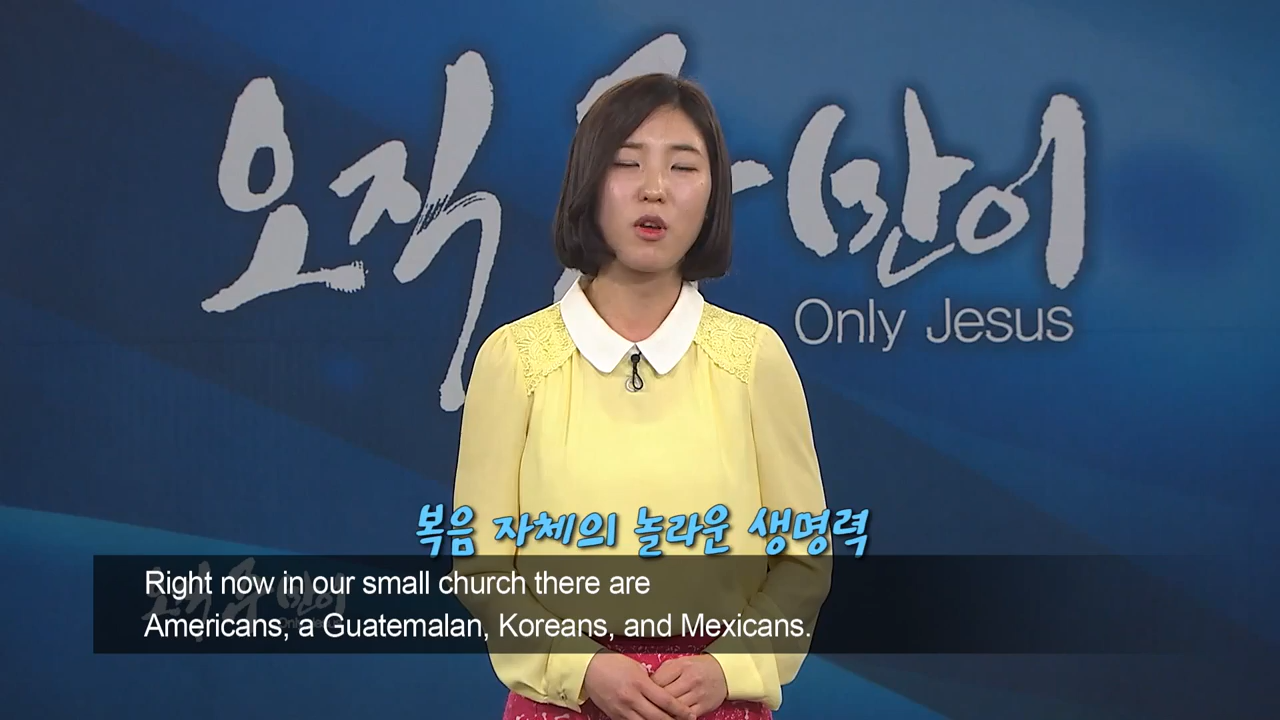 오직 만이
Only Jesus
복음 자체의 놀라운 생명력
Right now in our small church there are
Americans, a Guatemalan, Koreans, and Mexicans.